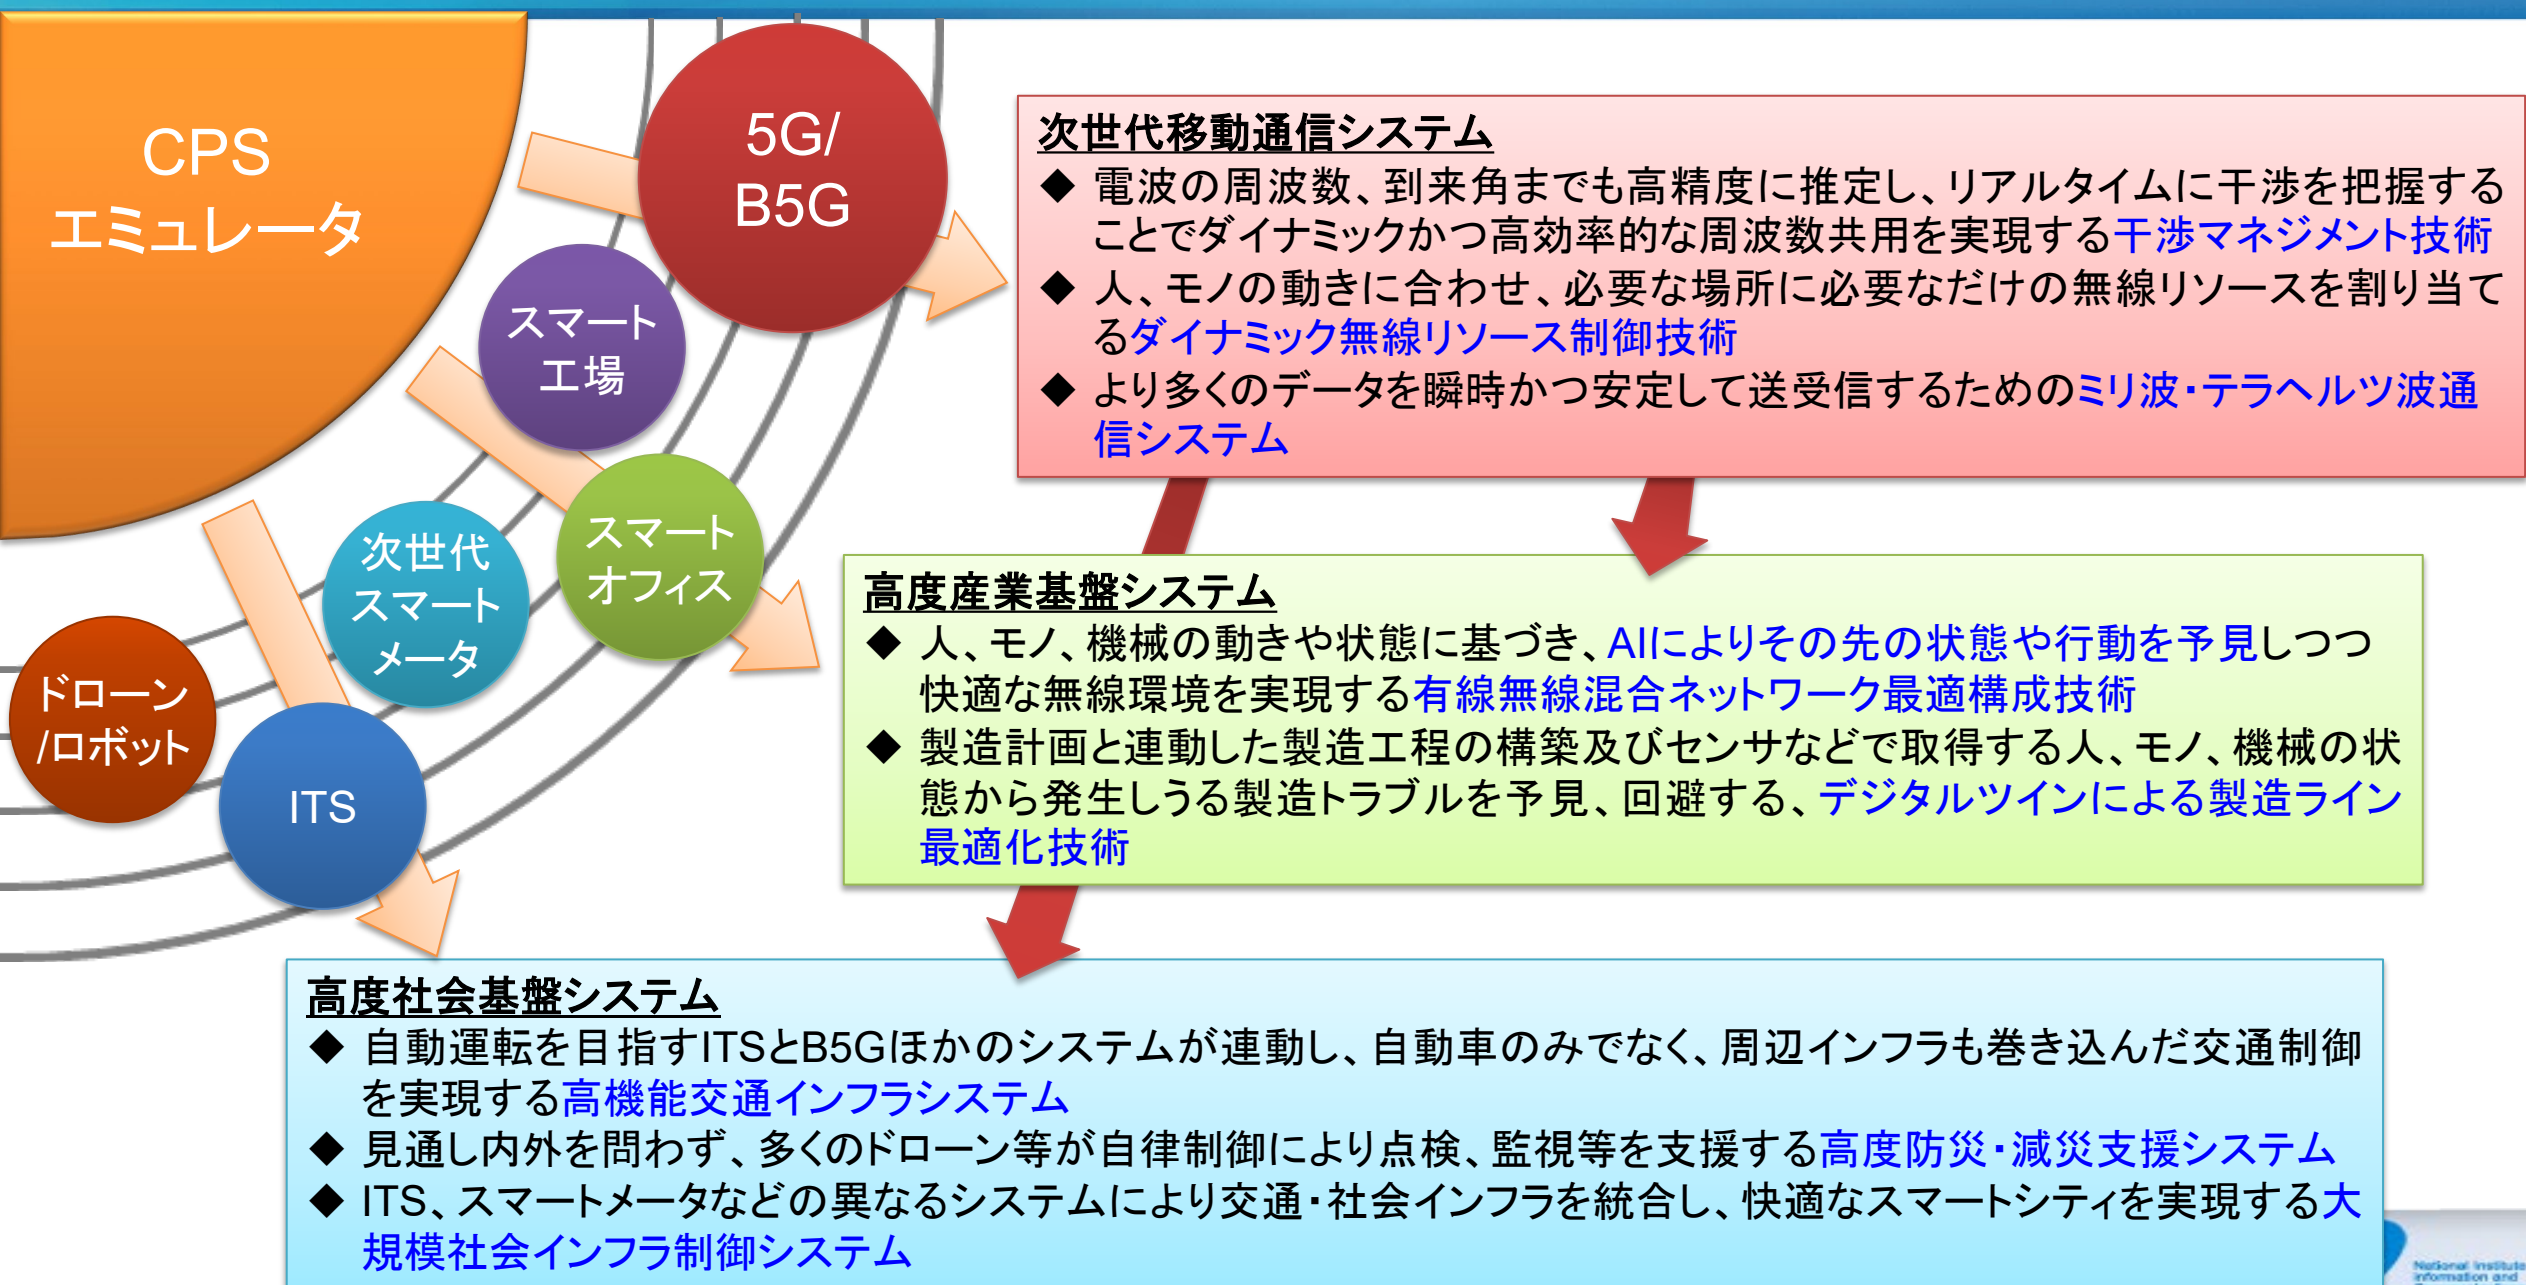 CPS
エミュレータ
5G/
B5G
スマート
工場
スマート
オフィス
次世代
スマート
メータ
ドローン
/ロボット
ITS
次世代移動通信システム
◆ 電波の周波数、到来角までも高精度に推定し、リアルタイムに干渉を把握する
ことでダイナミックかつ高効率的な周波数共用を実現する干渉マネジメント技術
◆ 人、モノの動きに合わせ、必要な場所に必要なだけの無線リソースを割り当て
るダイナミック無線リソース制御技術
◆ より多くのデータを瞬時かつ安定して送受信するためのミリ波・テラヘルツ波通
信システム
高度産業基盤システム
◆ 人、モノ、機械の動きや状態に基づき、AIによりその先の状態や行動を予見しつつ
快適な無線環境を実現する有線無線混合ネットワーク最適構成技術
◆ 製造計画と連動した製造工程の構築及びセンサなどで取得する人、モノ、機械の状
態から発生しうる製造トラブルを予見、回避する、デジタルツインによる製造ライン
最適化技術
高度社会基盤システム
◆ 自動運転を目指すITSとB5Gほかのシステムが連動し、自動車のみでなく、周辺インフラも巻き込んだ交通制御
を実現する高機能交通インフラシステム
◆ 見通し内外を問わず、多くのドローン等が自律制御により点検、監視等を支援する高度防災・減災支援システム
◆ ITS、スマートメータなどの異なるシステムにより交通・社会インフラを統合し、快適なスマートシティを実現する大
規模社会インフラ制御システム
National Institute
Information and